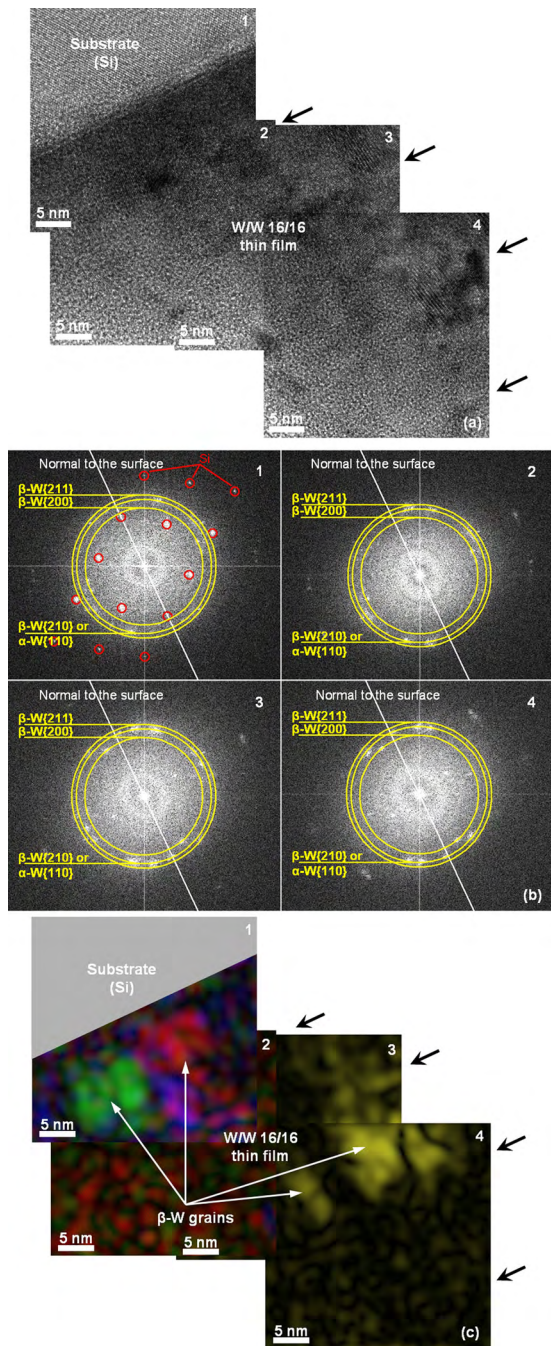 1
Substrate
(Si)
2
3
W/W 16/16
thin film
4
5 nm
5 nm
5 nm
5 nm
(a)
Normal to the surface
Si
1
β-W{211}
β-W{200}
β-W{210} or
α-W{110}
Normal to the surface
2
β-W{211}
β-W{200}
β-W{210} or
α-W{110}
Normal to the surface
3
β-W{211}
β-W{200}
β-W{210} or
α-W{110}
Normal to the surface
4
β-W{211}
β-W{200}
β-W{210} or
α-W{110}
(b)
1
Substrate
(Si)
2
3
4
5 nm
W/W 16/16
thin film
β-W grains
5 nm
5 nm
5 nm
(c)